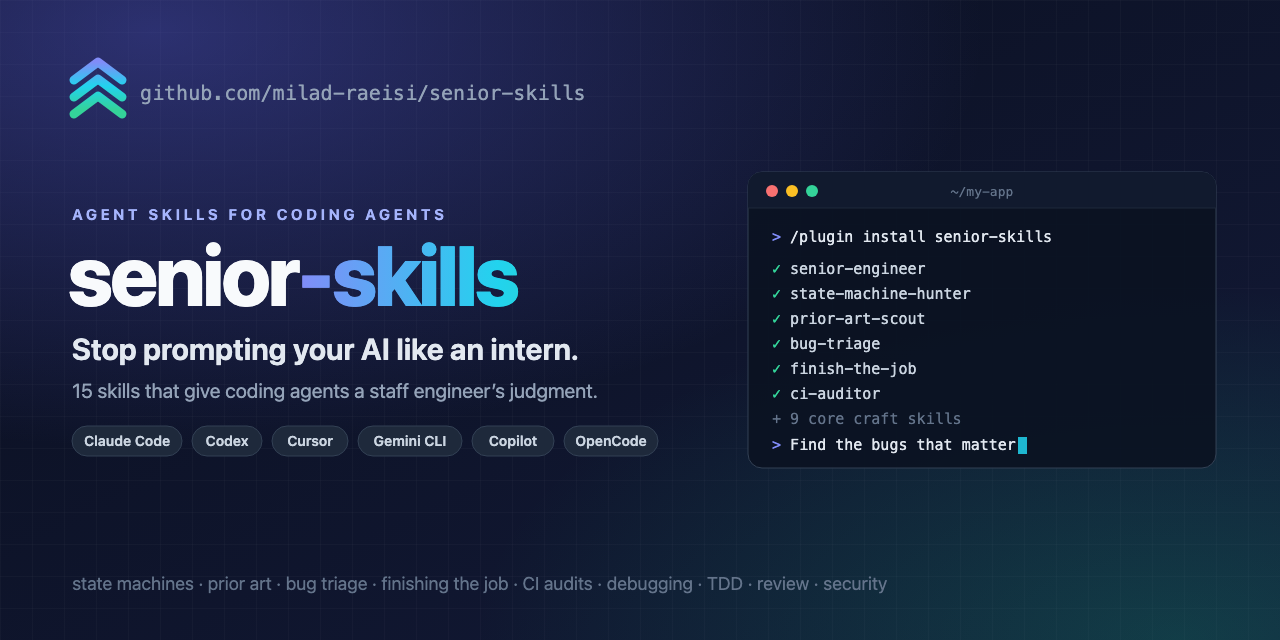 github.com/milad-raeisi/senior-skills
AGENT SKILLS FOR CODING AGENTS
senior-skills
Stop prompting your AI like an intern.
15 skills that give coding agents a staff engineer’s judgment.
Claude Code Codex Cursor Gemini CLI Copilot OpenCode
~/my-app
> /plugin install senior-skills
✓ senior-engineer
✓ state-machine-hunter
✓ prior-art-scout
✓ bug-triage
✓ finish-the-job
✓ ci-auditor
+ 9 core craft skills
> Find the bugs that matter
state machines · prior art · bug triage · finishing the job · CI audits · debugging · TDD · review · security